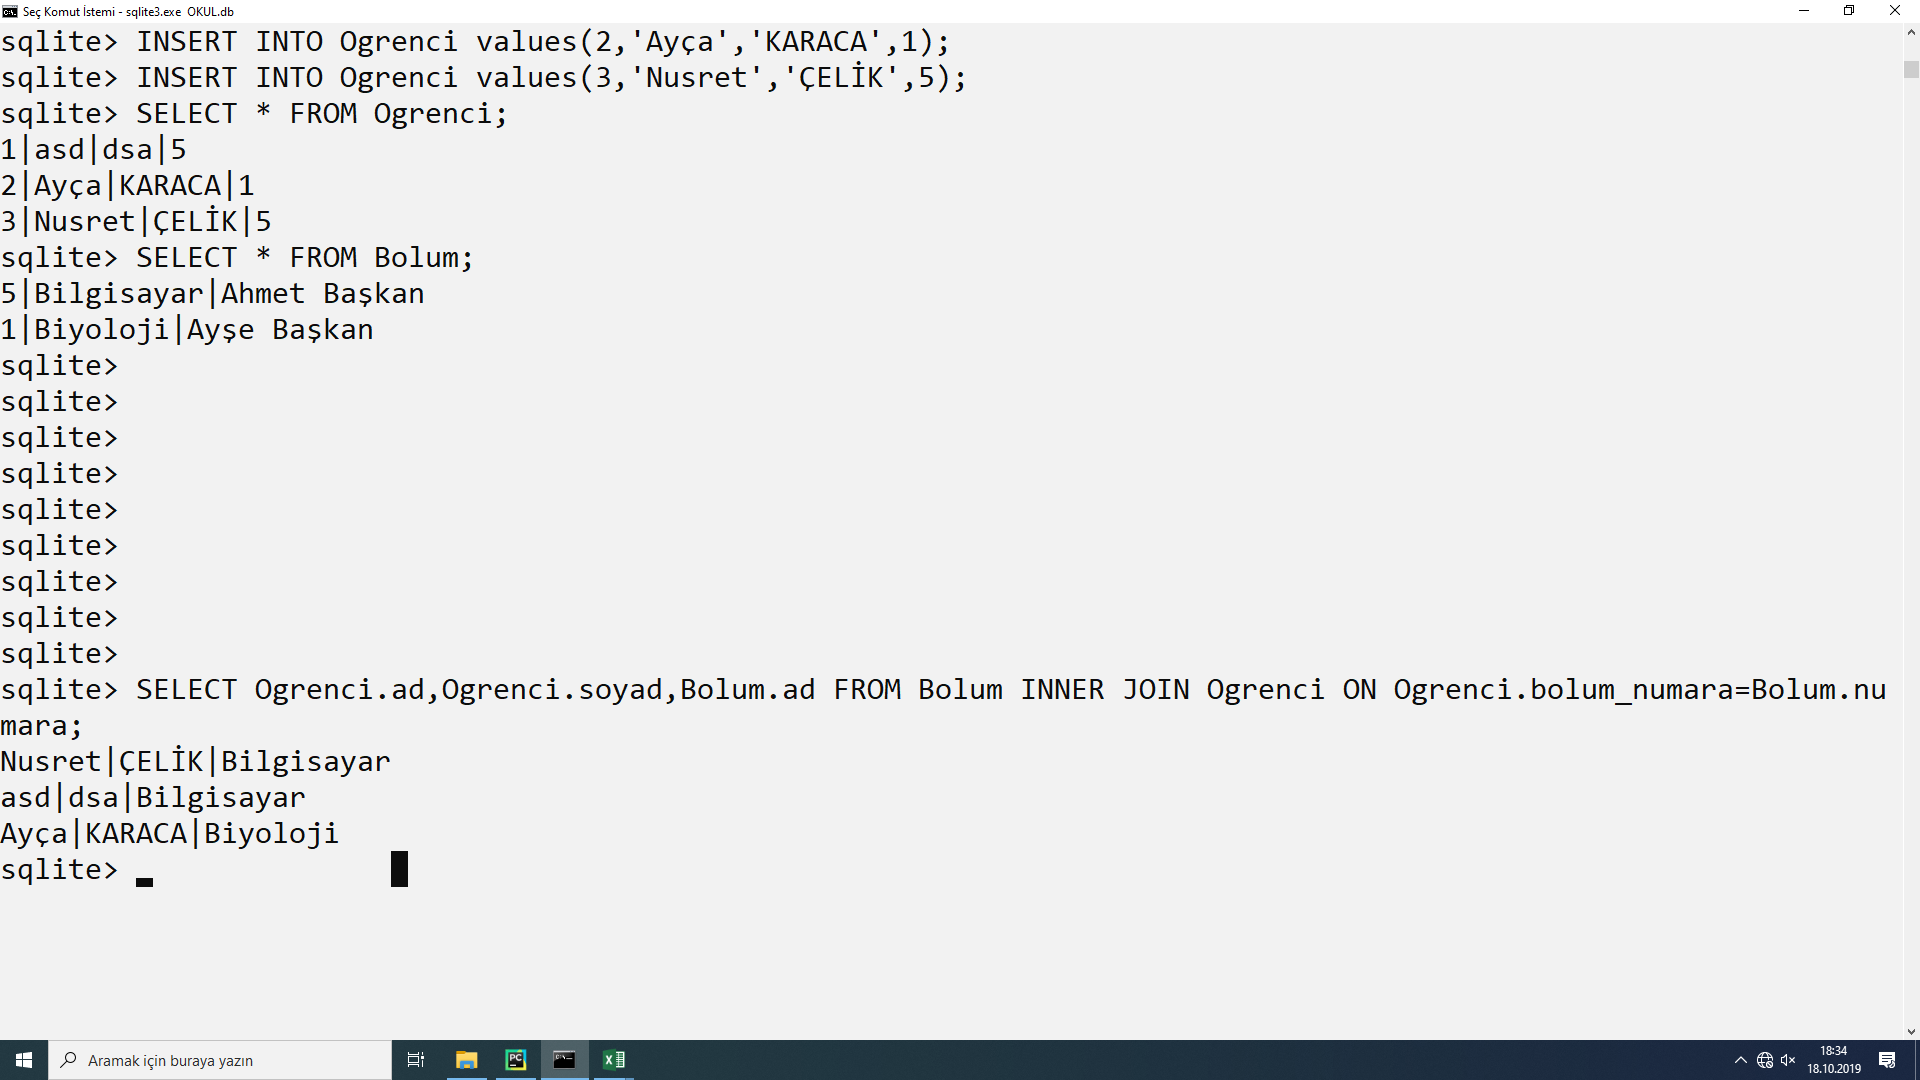 Seç Komut İstemi - sqlite3.exe OKUL.db
sqlite> INSERT INTO Ogrenci values(2,'Ayça','KARACA',1);
sqlite> INSERT INTO Ogrenci values(3,'Nusret','ÇELİK',5);
sqlite> SELECT * FROM Ogrenci;
1|asd|dsa|5
2|Ayça|KARACA|1
3|Nusret|ÇELİK|5
sqlite> SELECT * FROM Bolum;
5|Bilgisayar|Ahmet Başkan
1|Biyoloji|Ayşe Başkan
sqlite>
sqlite>
sqlite>
sqlite>
sqlite>
sqlite>
sqlite>
sqlite>
sqlite>
sqlite> SELECT Ogrenci.ad,Ogrenci.soyad,Bolum.ad FROM Bolum INNER JOIN Ogrenci ON Ogrenci.bolum_numara=Bolum.nu
mara;
Nusret|ÇELİK|Bilgisayar
asd|dsa|Bilgisayar
Ayça|KARACA|Biyoloji
sqlite>
Aramak için buraya yazın
18:34
18.10.2019